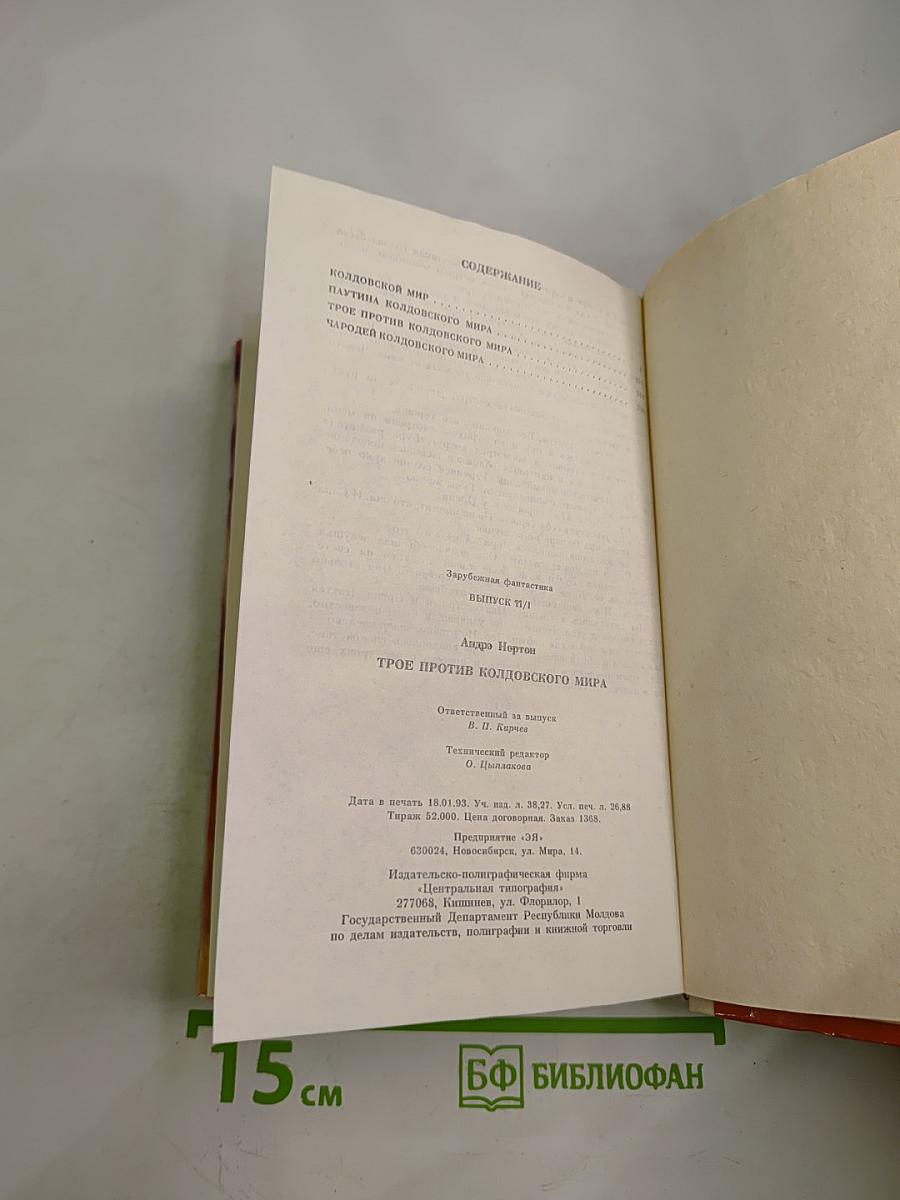 СОДЕРЖАНИЕ
КОЛДОВСКОЙ МИР
ПАУТИНА КОЛДОВСКОГО МИРА
ТРОЕ ПРОТИВ КОЛДОВСКОГО МИРА
ЧАРОДЕЙ КОЛДОВСКОГО МИРА
Зарубежная фантастика
ВЫПУСК 11/1
Андрэ Нортон
ТРОЕ ПРОТИВ КОЛДОВСКОГО МИРА
Ответственный за выпуск
В. П. Кирчев
Технический редактор
О. Цыплакова
Дата в печать 18.01.93. Уч. изд. л. 38,27. Усл. печ. л. 26,88
Тираж 52.000. Цена договорная. Заказ 1368.
Предприятие «ЭЯ»
630024, Новосибирск, ул. Мира, 14.
Издательско-полиграфическая фирма
«Центральная типография»
277068, Кишинев, ул. Флорилор, 1
Государственный Департамент Республики Молдова
по делам издательств, полиграфии и книжной торговли
15 см
БФ БИБЛИОФАН